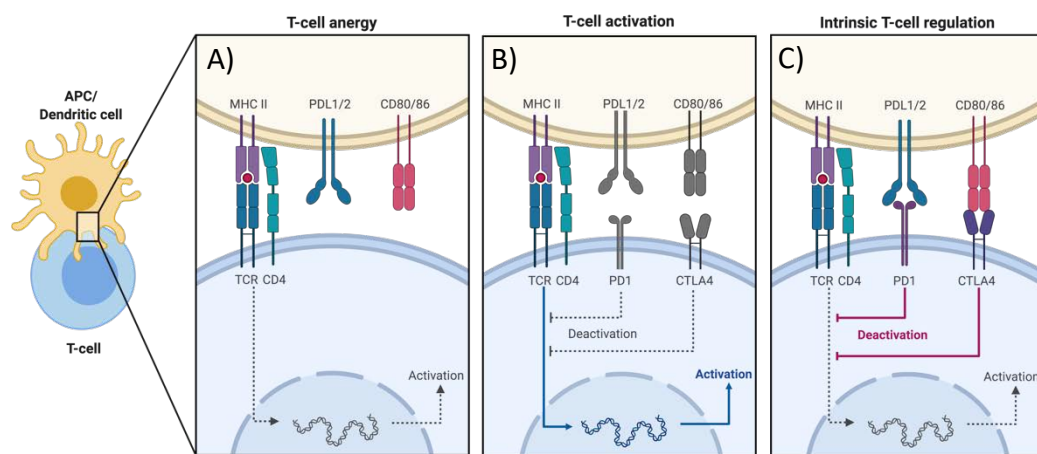 T-cell anergy
T-cell activation
Intrinsic T-cell regulation
APC/
Dendritic cell
T-cell
A)
MHC II
PDL1/2
CD80/86
TCR CD4
Activation
B)
MHC II
PDL1/2
CD80/86
TCR CD4
PD1
CTLA4
Deactivation
Activation
C)
MHC II
PDL1/2
CD80/86
TCR CD4
PD1
CTLA4
Deactivation
Activation